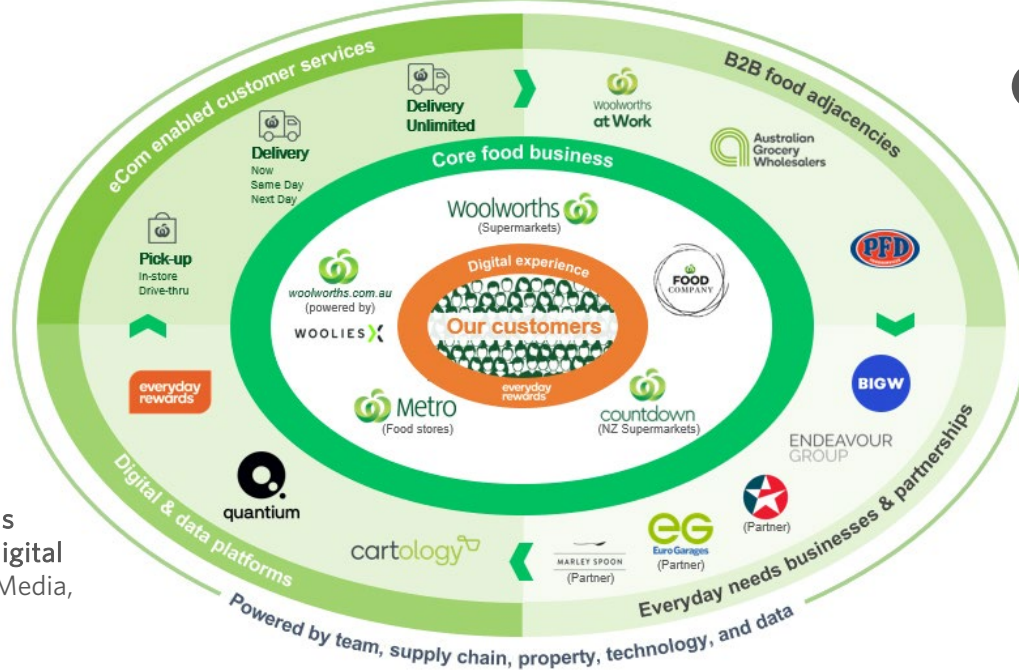 eCom enabled customer services
B2B food adjacencies
Delivery
Unlimited
woolworths
at Work
Delivery
Now
Same Day
Next Day
Australian
Grocery
Wholesalers
Core food business
Woolworths
(Supermarkets)
Pick-up
In-store
Drive-thru
PFD
Digital experience
FOOD
COMPANY
woolworths.com.au
(powered by)
WOOLIESX
Our customers
everyday
rewards
everyday
rewards
BIGW
Metro
(Food stores)
countdown
(NZ Supermarkets)
ENDEAVOUR
GROUP
quantium
(Partner)
eG
Euro Garages
(Partner)
cartology
MARLEY SPOON
(Partner)
Digital & data platforms
Everyday needs businesses & partnerships
s
igital
Media,
Powered by team, supply chain, property, technology, and data